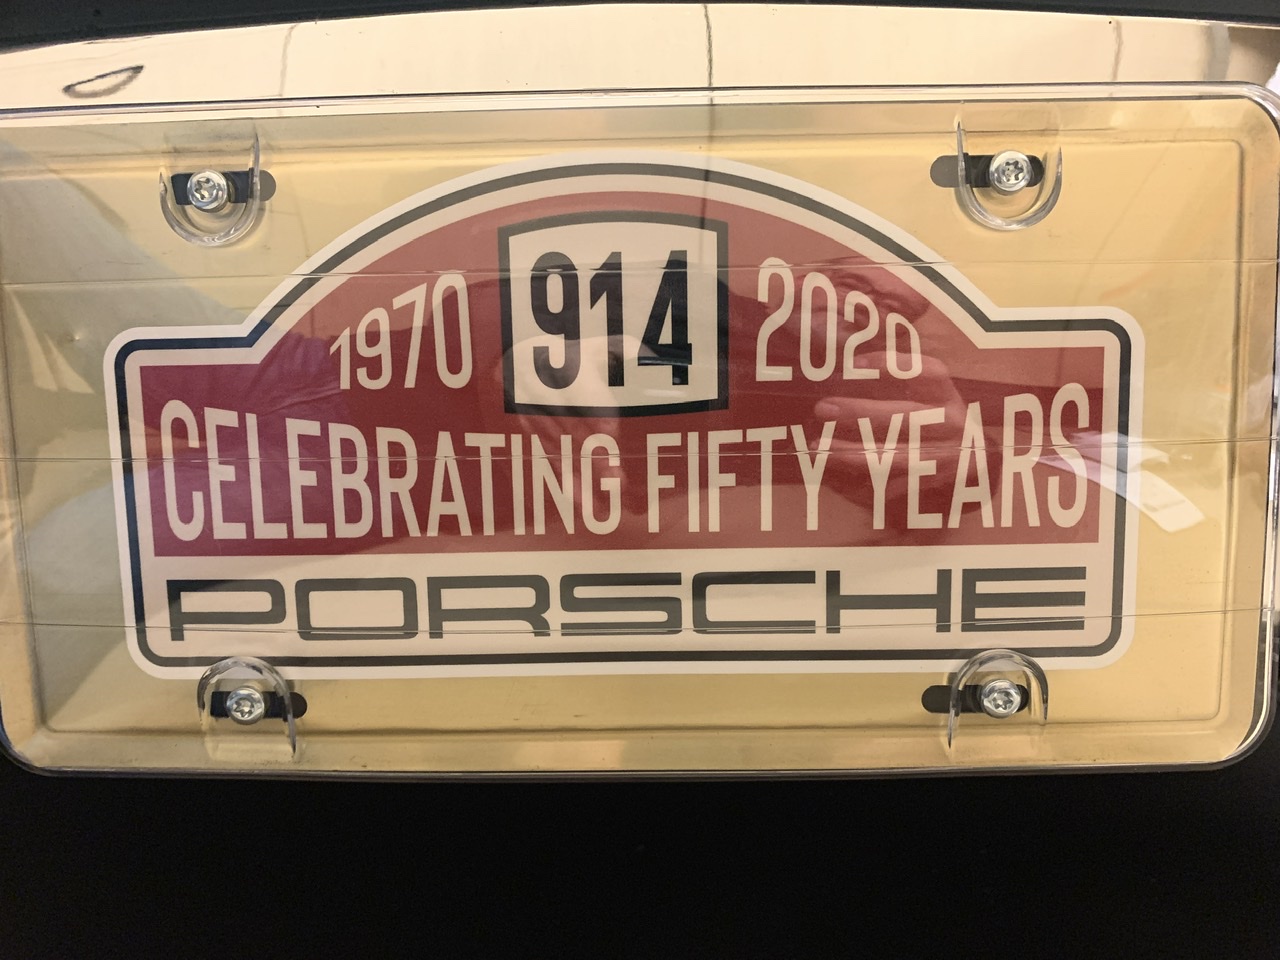 1970 914 2020
CELEBRATING FIFTY YEARS
PORSCHE